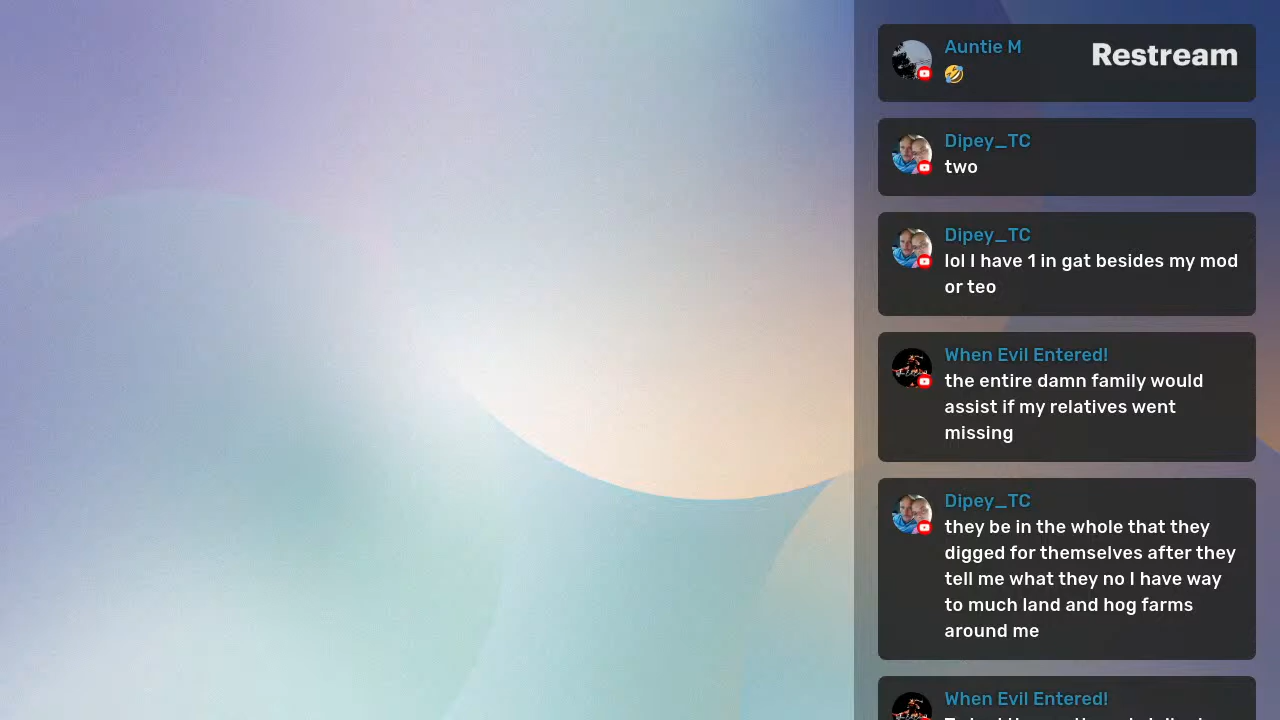 Auntie M
Restream
🤣
Dipey_TC
two
Dipey_TC
lol I have 1 in gat besides my mod
or teo
When Evil Entered!
the entire damn family would
assist if my relatives went
missing
Dipey_TC
they be in the whole that they
digged for themselves after they
tell me what they no I have way
to much land and hog farms
around me
When Evil Entered!